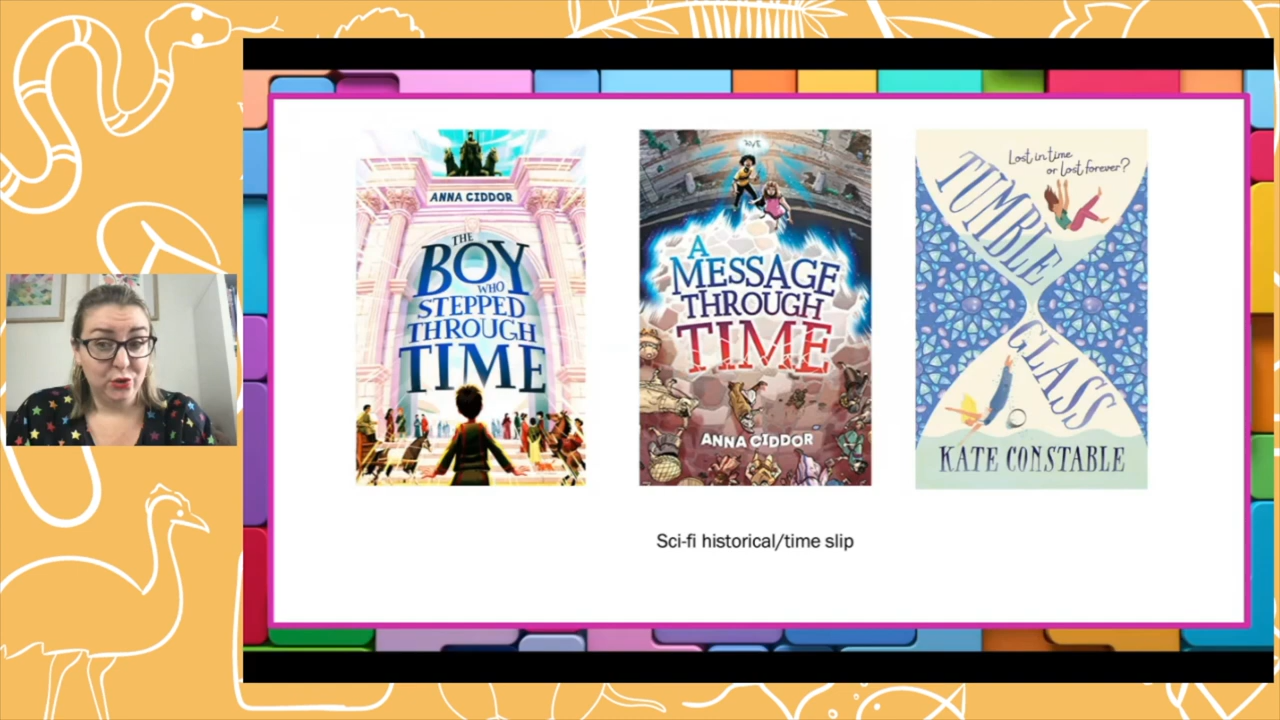 ANNA CIDDOR
THE
BOY
WHO
STEPPED
THROUGH
TIME
A
MESSAGE
THROUGH
TIME
ANNA CIDDOR
Lost in time
or lost forever?
TUMBLE
GLASS
KATE CONSTABLE
Sci-fi historical/time slip